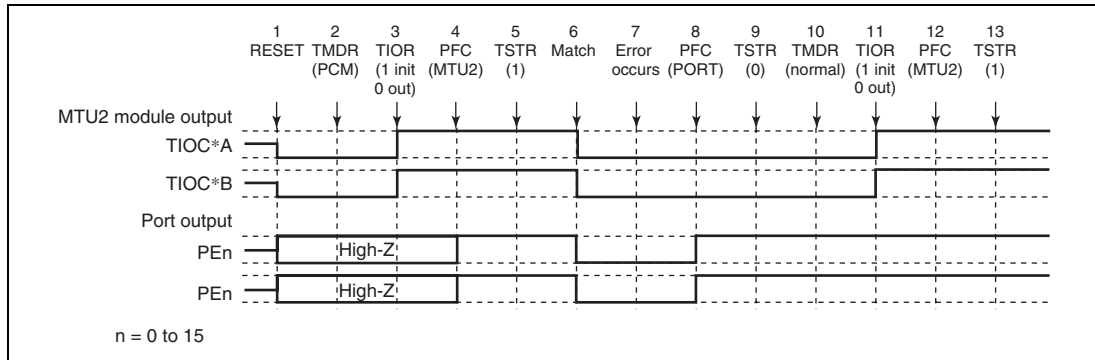 1 2 3 4 5 6 7 8 9 10 11 12 13
RESET TMDR TIOR PFC TSTR Match Error PFC TSTR TMDR TIOR PFC TSTR
(PCM) (1 init (MTU2) (1) occurs (PORT) (0) (normal) (1 init (MTU2) (1)
0 out) 0 out)
MTU2 module output
TIOC*A
TIOC*B
Port output
PEn High-Z
PEn High-Z
n = 0 to 15